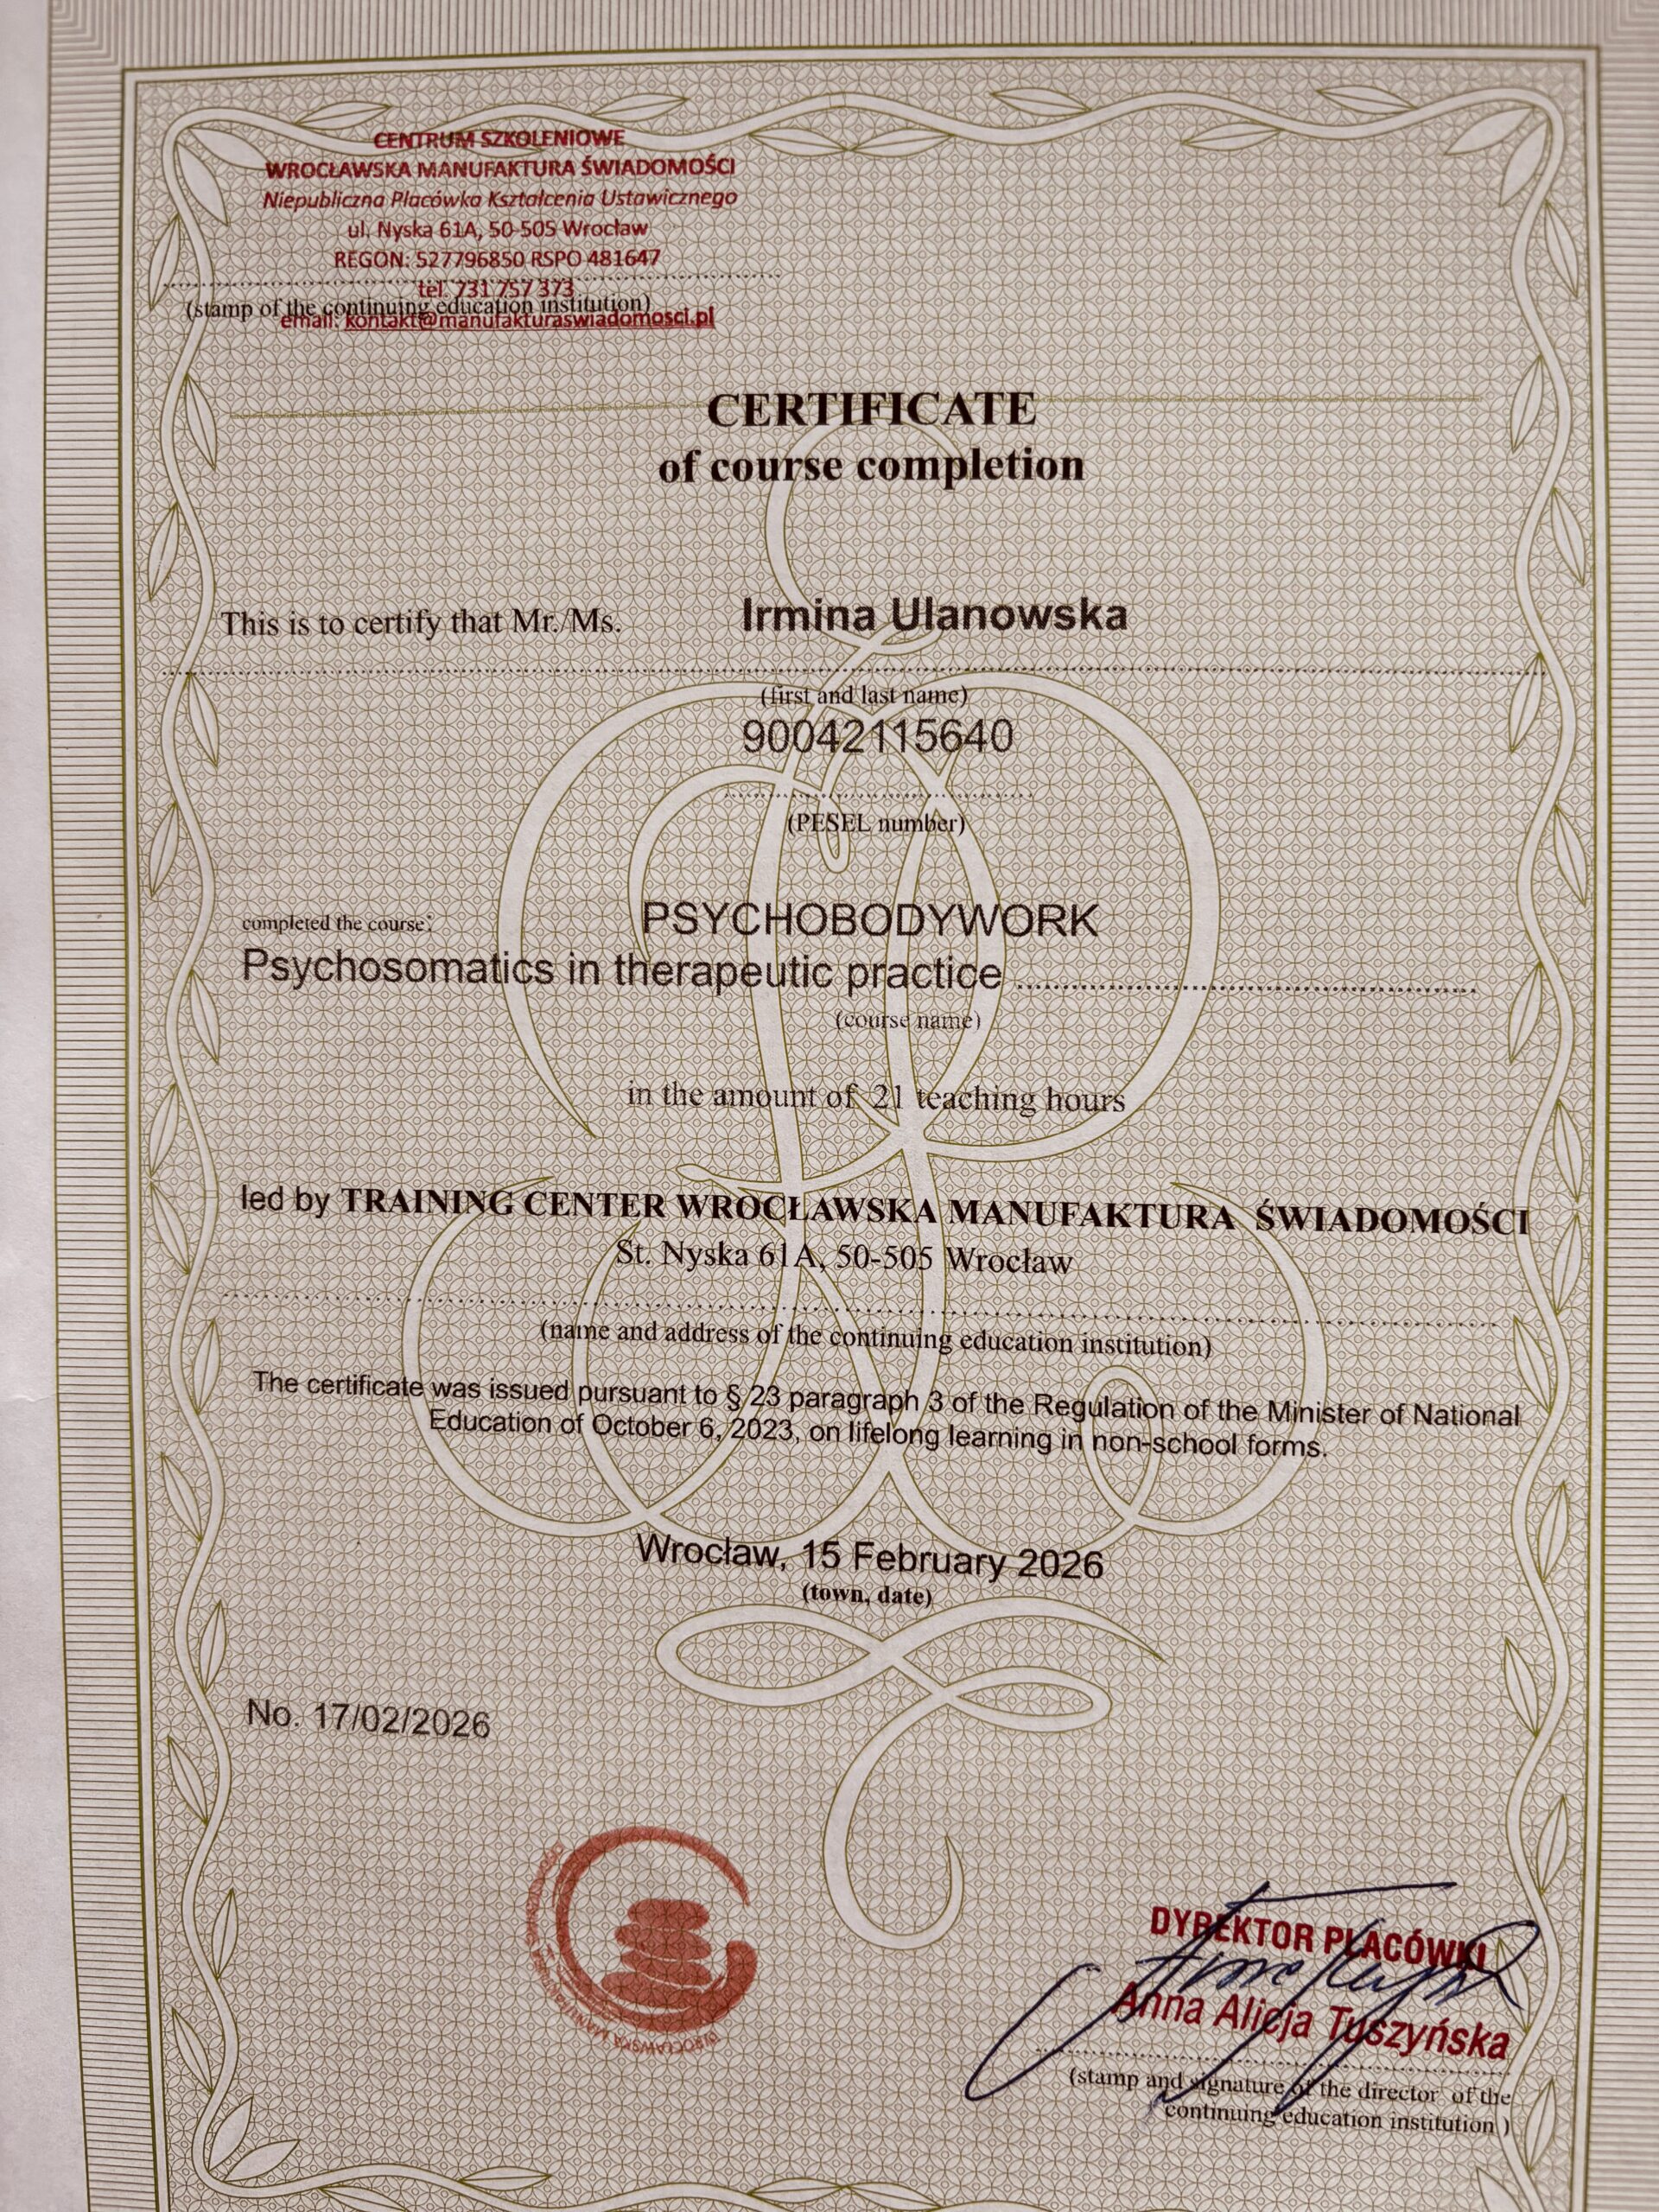 CENTRUM SZKOLENIOWE
WROCŁAWSKA MANUFAKTURA ŚWIADOMOŚCI
Niepubliczna Placówka Kształcenia Ustawicznego
ul. Nyska 61A, 50-505 Wrocław
REGON: 527796850 RSPO 481647
tel. 731 757 373
(stamp of the continuing education institution)
email: kontakt@manufakturaswiadomosci.pl
CERTIFICATE
of course completion
This is to certify that Mr./Ms. Irmina Ulanowska
(first and last name)
90042115640
(PESEL number)
completed the course: PSYCHOBODYWORK
Psychosomatics in therapeutic practice
(course name)
in the amount of 21 teaching hours
led by TRAINING CENTER WROCŁAWSKA MANUFAKTURA ŚWIADOMOŚCI
St. Nyska 61A, 50-505 Wrocław
(name and address of the continuing education institution)
The certificate was issued pursuant to § 23 paragraph 3 of the Regulation of the Minister of National
Education of October 6, 2023, on lifelong learning in non-school forms.
Wrocław, 15 February 2026
(town, date)
No. 17/02/2026
WROCŁAWSKA
DYREKTOR PLACÓWKI
Anna Alicja Tuszyńska
(stamp and signature of the director of the
continuing education institution )